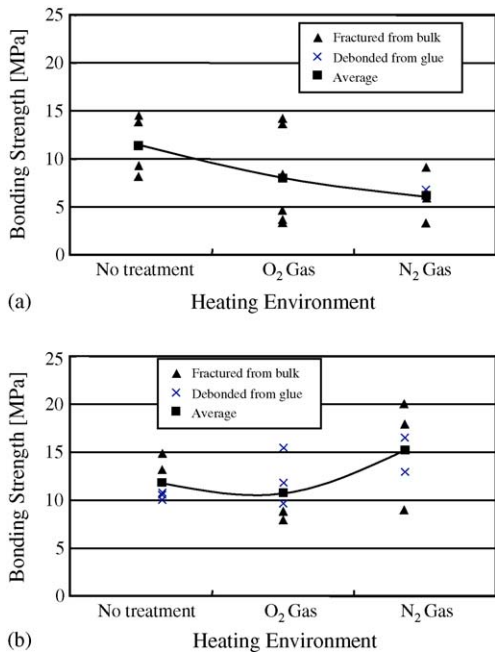 25
20
15
10
5
0
Bonding Strength [MPa]
Fractured from bulk
Debonded from glue
Average
No treatment
O2 Gas
N2 Gas
(a)
Heating Environment
25
20
15
10
5
0
Bonding Strength [MPa]
Fractured from bulk
Debonded from glue
Average
No treatment
O2 Gas
N2 Gas
(b)
Heating Environment